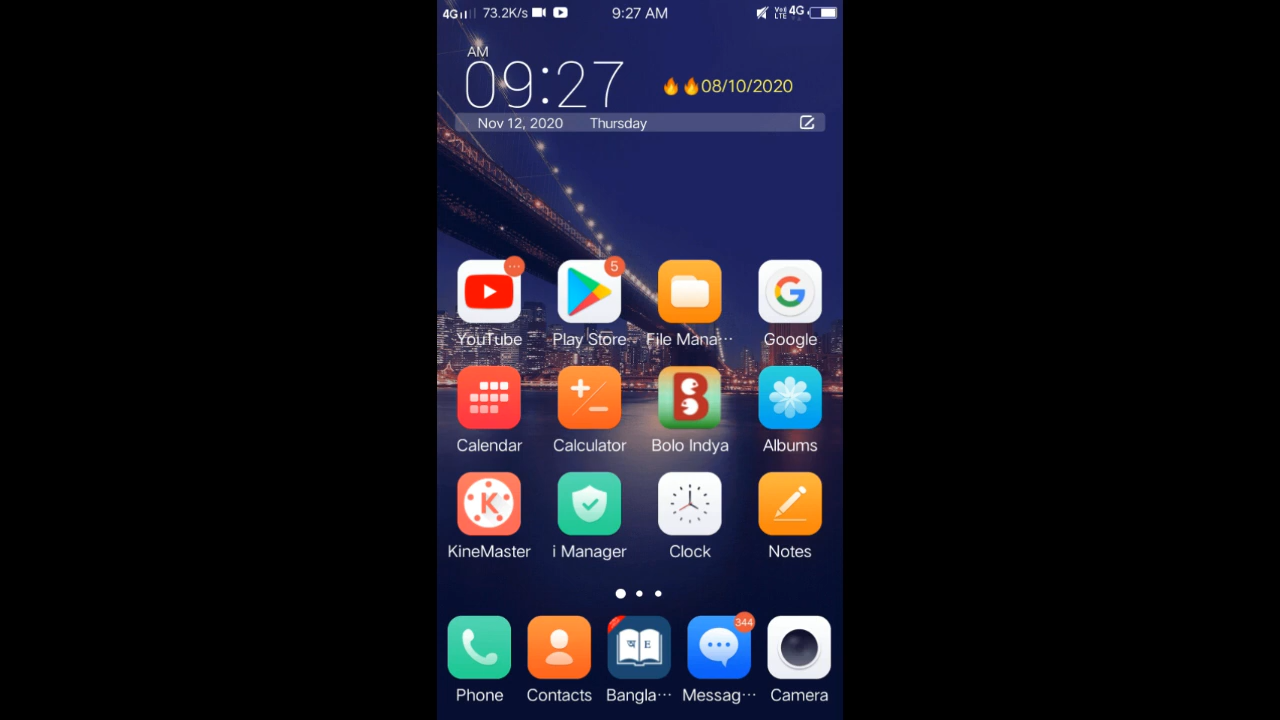 4G 73.2K/s 9:27 AM VoI LTE 4G
AM
09:27
🔥🔥08/10/2020
Nov 12, 2020 Thursday
5
YouTube Play Store File Mana··· Google
Calendar Calculator Bolo Indya Albums
K
KineMaster i Manager Clock Notes
অ E 344
Phone Contacts Bangla··· Messag··· Camera